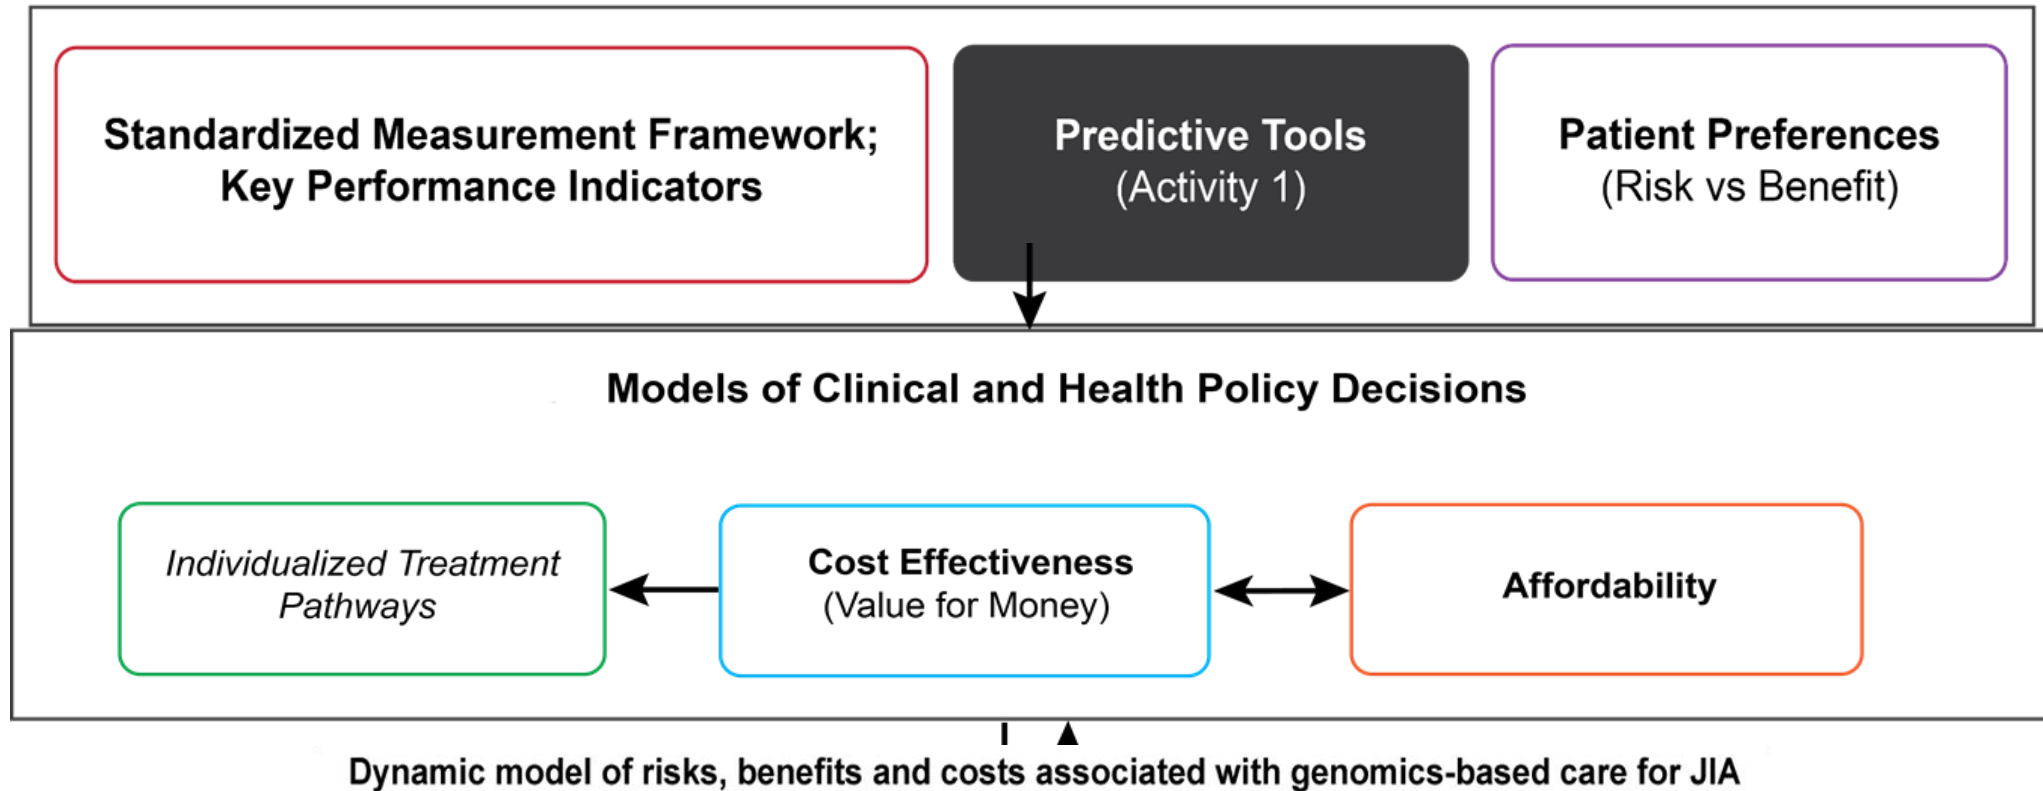 Standardized Measurement Framework;
Key Performance Indicators
Predictive Tools
(Activity 1)
Patient Preferences
(Risk vs Benefit)
Models of Clinical and Health Policy Decisions
Individualized Treatment
Pathways
Cost Effectiveness
(Value for Money)
Affordability
Dynamic model of risks, benefits and costs associated with genomics-based care for JIA